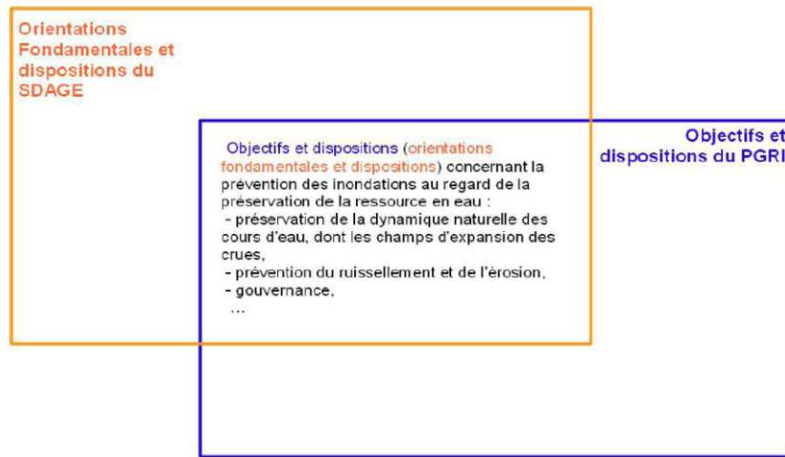 Orientations
Fondamentales et
dispositions du
SDAGE
Objectifs et
dispositions du PGRI
Objectifs et dispositions (orientations
fondamentales et dispositions) concernant la
prévention des inondations au regard de la
préservation de la ressource en eau :
- préservation de la dynamique naturelle des
cours d'eau, dont les champs d'expansion des
crues,
- prévention du ruissellement et de l'érosion,
- gouvernance,
...